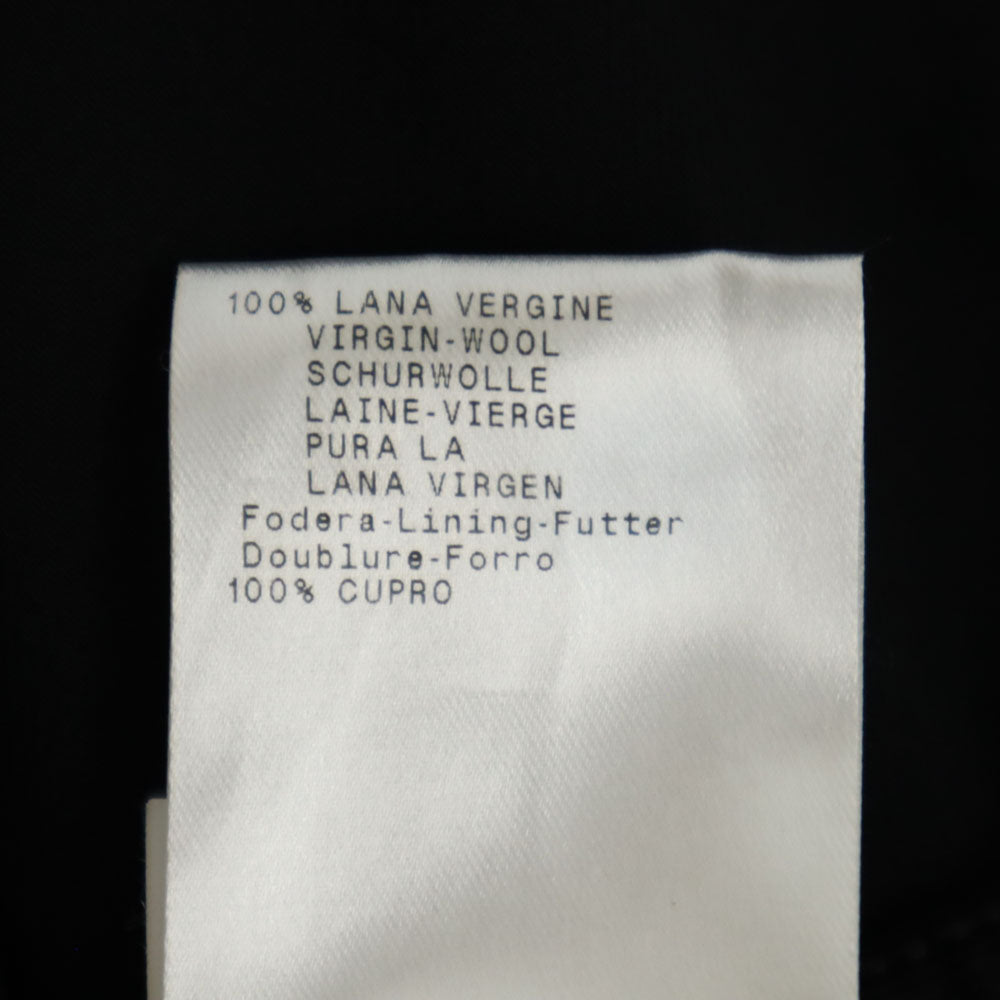 100% LANA VERGINE
VIRGIN-WOOL
SCHURWOLLE
LAINE-VIERGE
PURA LA
LANA VIRGEN
Fodera-Lining-Futter
Doublure-Forro
100% CUPRO